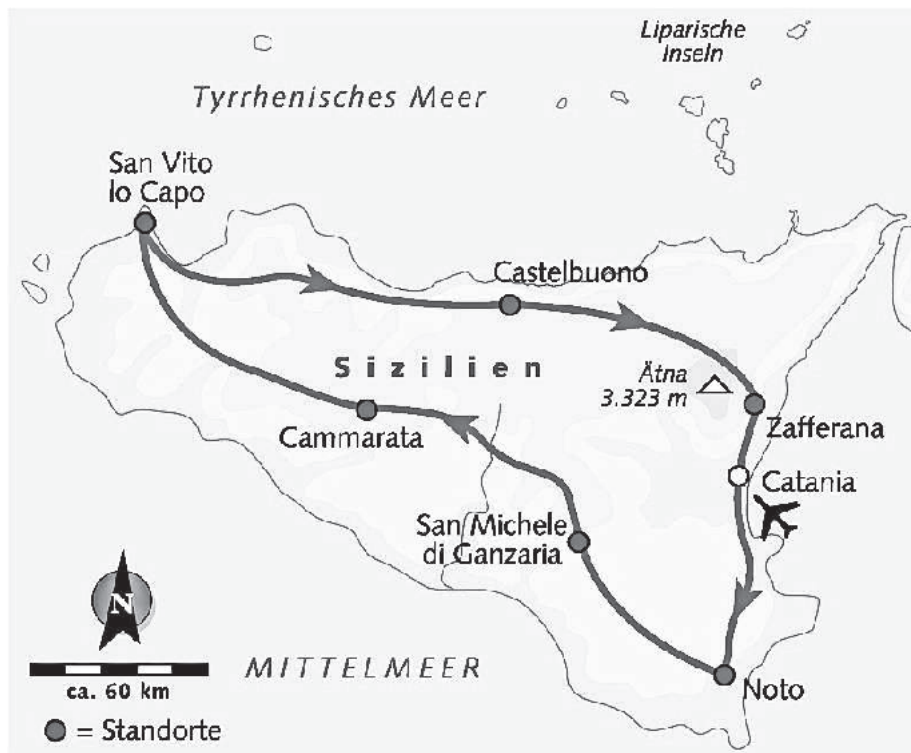 Liparische
Inseln
Tyrrhenisches Meer
San Vito
lo Capo
Castelbuono
Sizilien
Ätna
3.323 m
Zafferana
Cammarata
Catania
San Michele
di Ganzaria
N
MITTELMEER
ca. 60 km
Noto
= Standorte